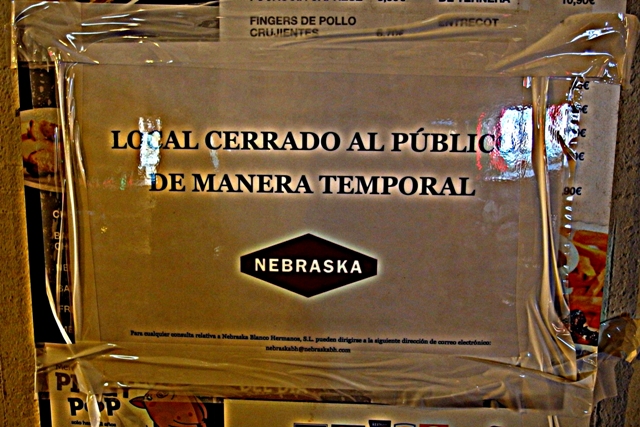 FINGERS DE POLLO
CRUJIENTES
ENTRECOT
LOCAL CERRADO AL PÚBLICO
DE MANERA TEMPORAL
NEBRASKA
Para cualquier consulta relativa a Nebraska Blanco Hermanos, S.L. pueden dirigirse a la siguiente dirección de correo electrónico:
nebraskabh@nebraskabh.com
POP